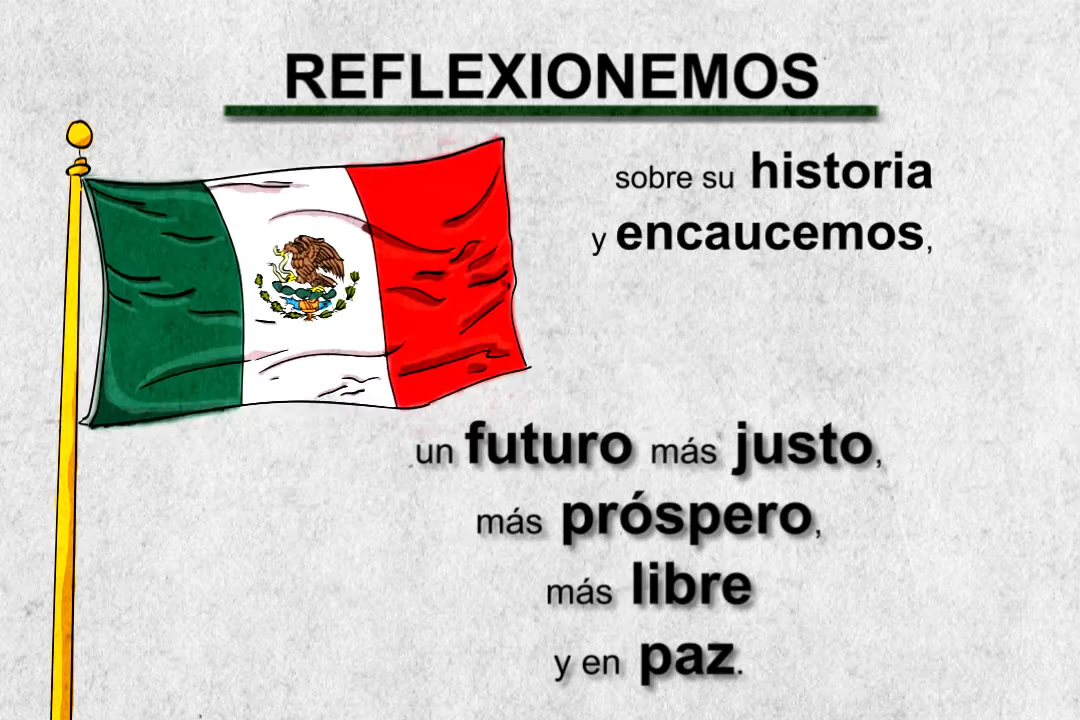 REFLEXIONEMOS
sobre su historia
y encaucemos,
un futuro más justo,
más próspero,
más libre
y en paz.